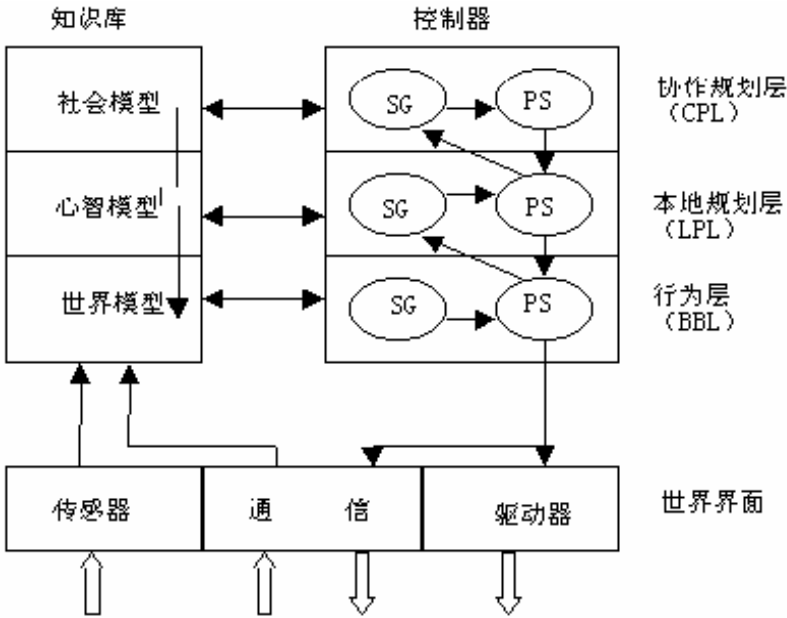 知识库
控制器
社会模型
SG
PS
协作规划层
(CPL)
心智模型
SG
PS
本地规划层
(LPL)
世界模型
SG
PS
行为层
(BBL)
传感器
通 信
驱动器
世界界面